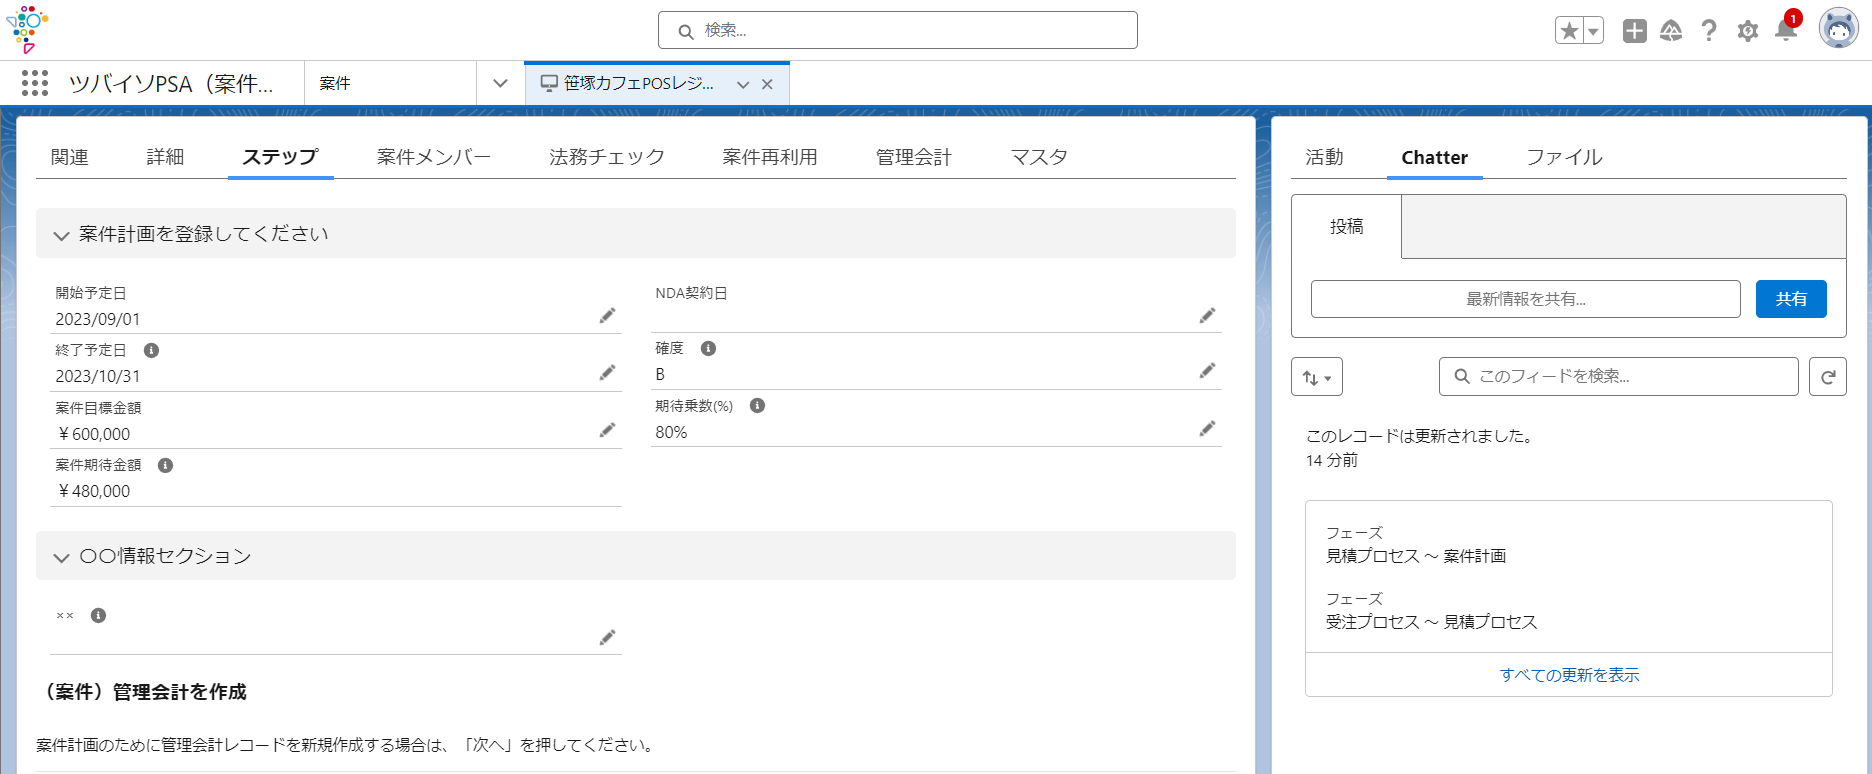 検索...
1
ツバイソPSA（案件...
案件
笹塚カフェPOSレジ...
関連
詳細
ステップ
案件メンバー
法務チェック
案件再利用
管理会計
マスタ
案件計画を登録してください
開始予定日
2023/09/01
NDA契約日
終了予定日
2023/10/31
確度
B
案件目標金額
￥600,000
期待乗数(%)
80%
案件期待金額
￥480,000
〇〇情報セクション
××
（案件）管理会計を作成
案件計画のために管理会計レコードを新規作成する場合は、「次へ」を押してください。
活動
Chatter
ファイル
投稿
最新情報を共有...
共有
このフィードを検索...
このレコードは更新されました。
14 分前
フェーズ
見積プロセス ～ 案件計画
フェーズ
受注プロセス ～ 見積プロセス
すべての更新を表示